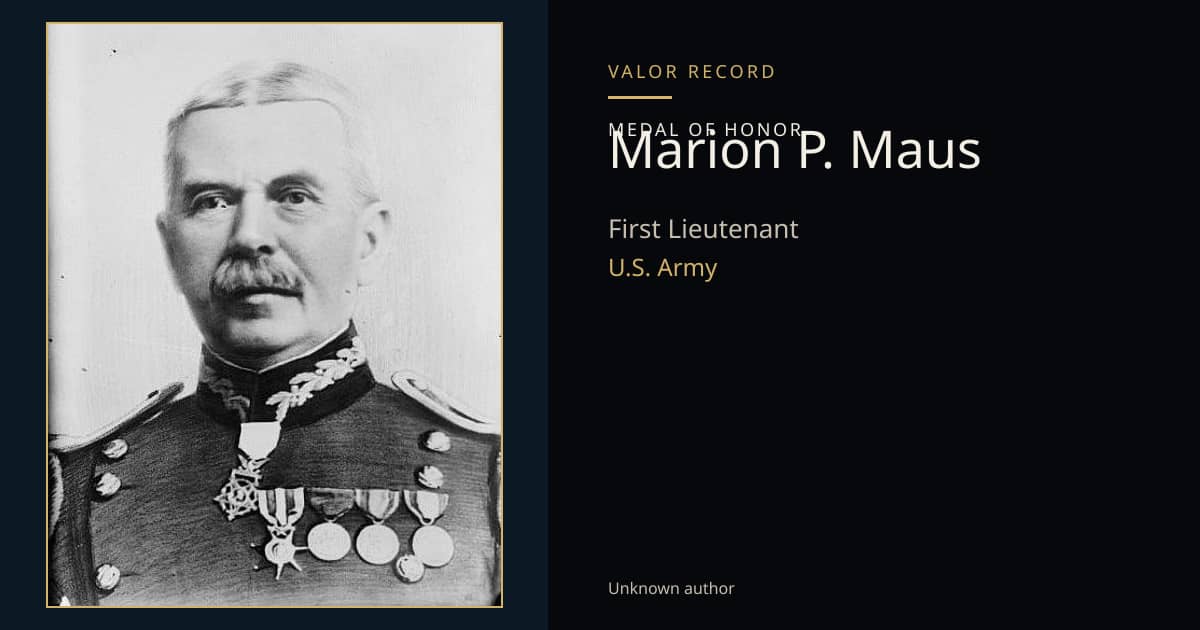 VALOR RECORD
MEDAL OF HONOR
Marion P. Maus
First Lieutenant
U.S. Army
Unknown author